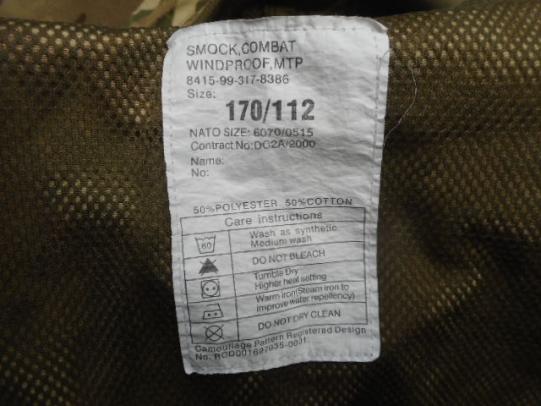 SMOCK,COMBAT
WINDPROOF,MTP
8415-99-317-8386
Size:
170/112
NATO SIZE: 6070/0515
Contract No:DC2A/2000
Name:
No:
50%POLYESTER 50%COTTON
Care instructions
60
Wash as synthetic
Medium wash
DO NOT BLEACH
Tumble Dry
Higher heat setting
Warm iron(Steam iron to
improve water repellency)
DO NOT DRY CLEAN
Camouflage Pattern Registered Design
No. RCD001697935-0001